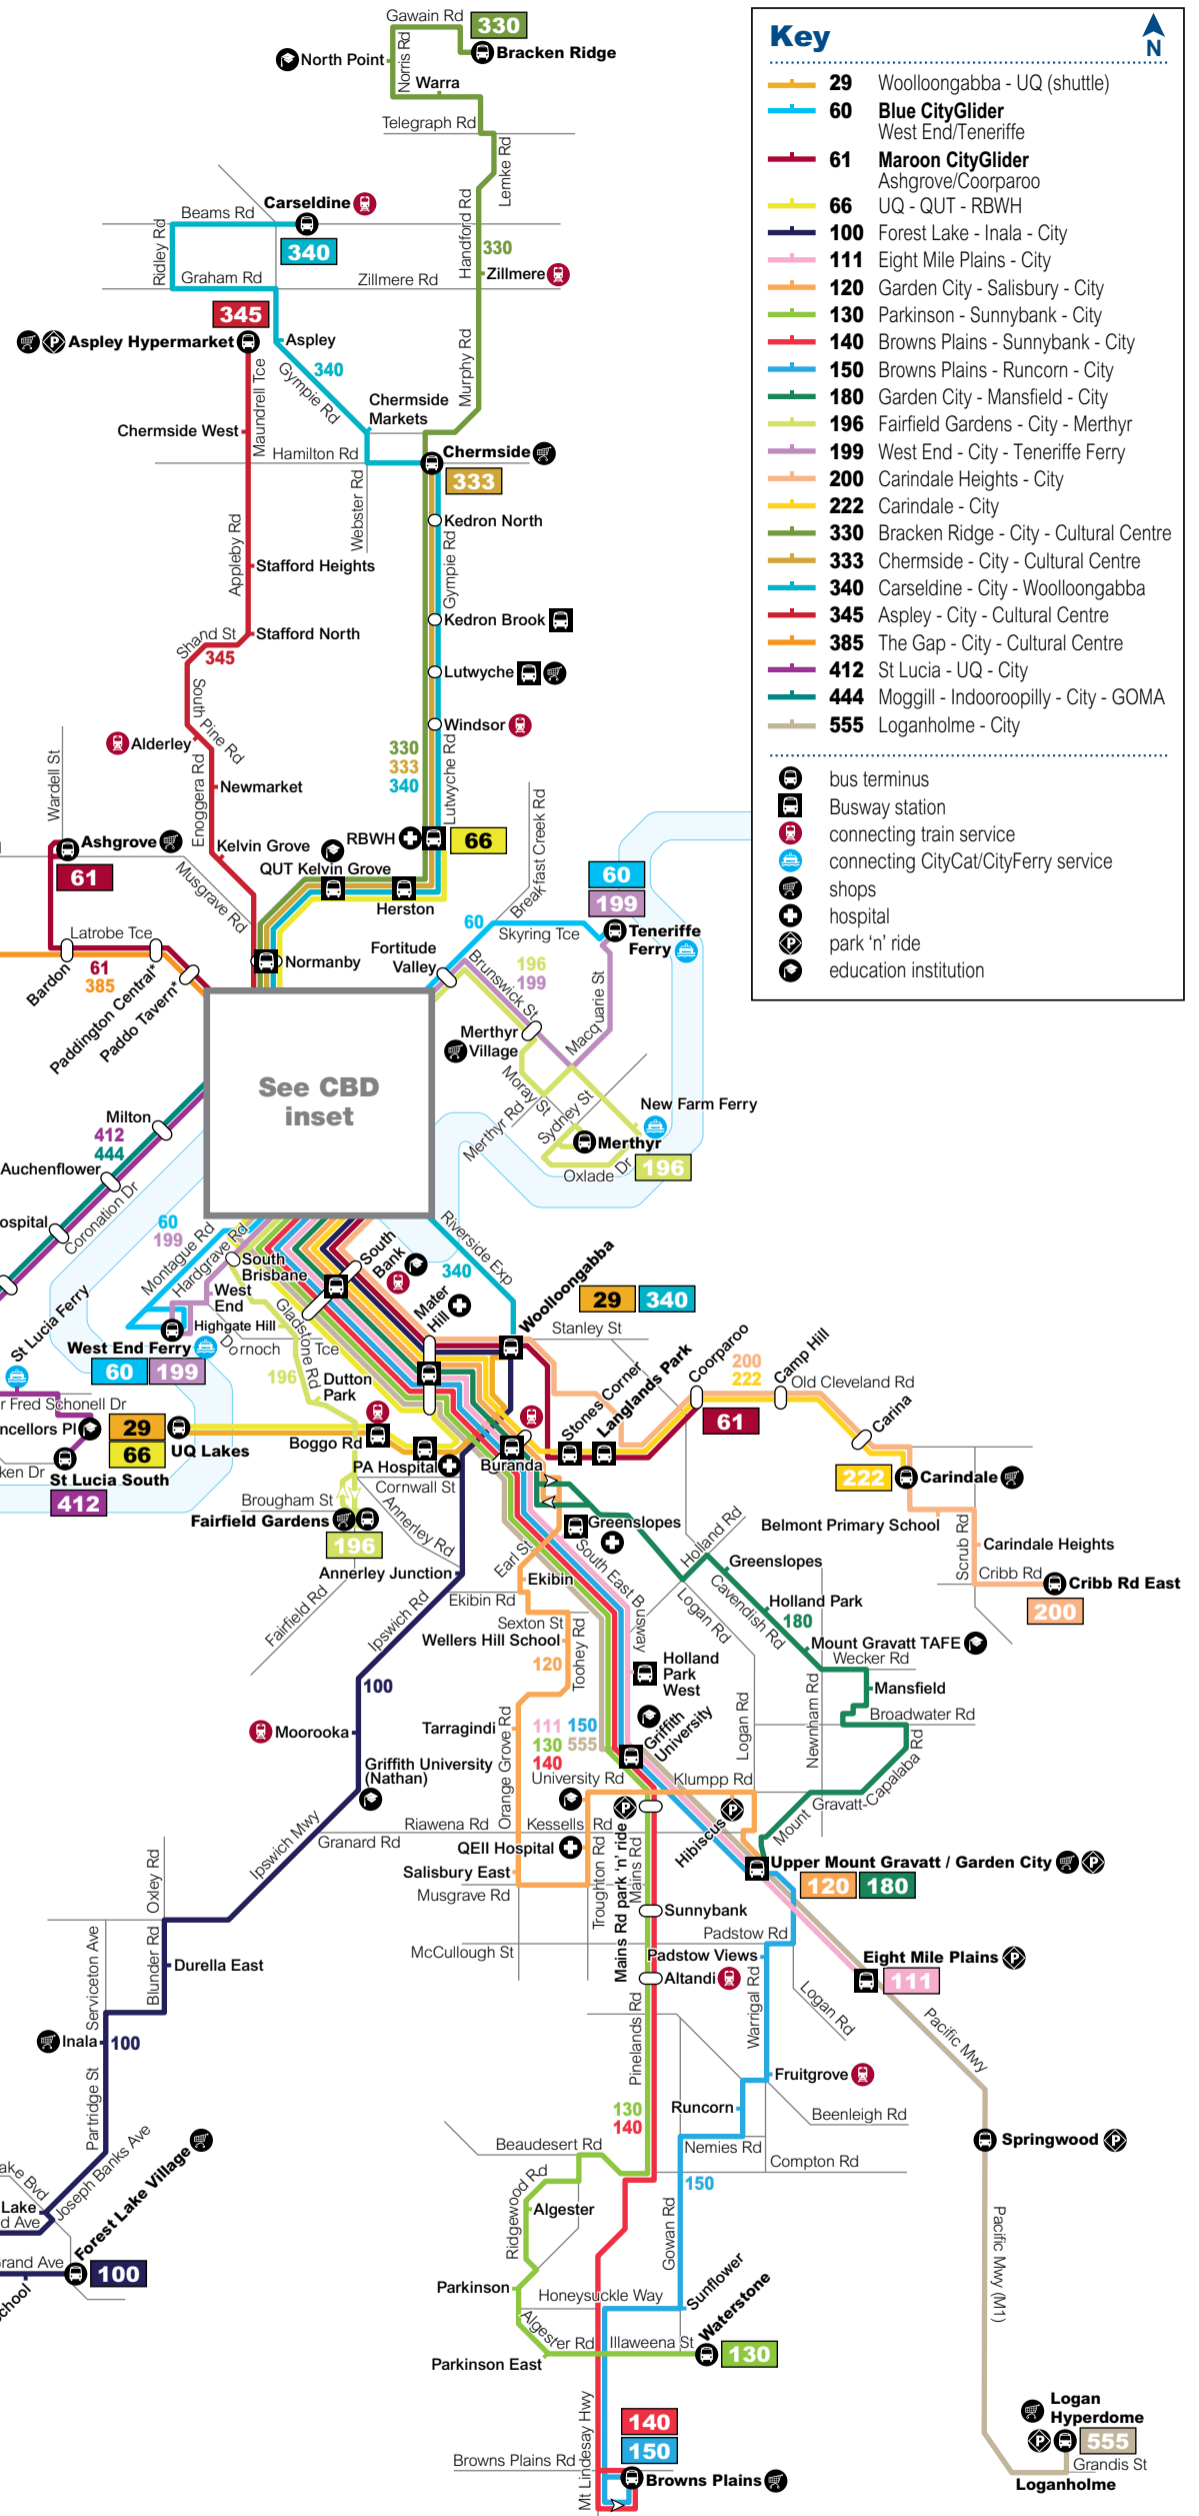 Gawain Rd
330
Bracken Ridge
North Point
Norris Rd
Warra
Telegraph Rd
Lemke Rd
Carseldine
Beams Rd
340
Ridley Rd
Handford Rd
330
Graham Rd
Zillmere Rd
Zillmere
345
Aspley Hypermarket
Aspley
340
Gympie Rd
Maundrell Tce
Murphy Rd
Chermside
Markets
Chermside West
Hamilton Rd
Chermside
333
Webster Rd
Kedron North
Appleby Rd
Gympie Rd
Stafford Heights
Kedron Brook
Shand St
Stafford North
345
Lutwyche
South Pine Rd
Windsor
Alderley
330
333
340
Lutwyche Rd
Wardell St
Enoggera Rd
Newmarket
Ashgrove
61
Kelvin Grove
RBWH
66
QUT Kelvin Grove
Herston
Musgrave Rd
Breakfast Creek Rd
60
199
60
Skyring Tce
Teneriffe
Ferry
Latrobe Tce
61
385
Bardon
Paddington Central*
Paddo Tavern*
Normanby
Fortitude
Valley
Brunswick St
196
199
Macquarie St
Merthyr
Village
Moray St
Merthyr Rd
Sydney St
New Farm Ferry
Merthyr
196
Oxlade Dr
See CBD
inset
Milton
412
444
Auchenflower
Coronation Dr
ospital
60
199
Montague Rd
Hardgrave Rd
South
Brisbane
South
Bank
Riverside Exp
340
Woolloongabba
29
340
Mater
Hill
Stanley St
West
End
Highgate Hill
Dornoch Tce
Gladstone Rd
St Lucia Ferry
West End Ferry
60
199
196
Dutton
Park
r Fred Schonell Dr
ncellors Pl
29
66
UQ Lakes
Boggo Rd
PA Hospital
ken Dr
St Lucia South
412
Cornwall St
Brougham St
Fairfield Gardens
196
Annerley Rd
Annerley Junction
Fairfield Rd
Buranda
Stones Corner
Langlands Park
Coorparoo
61
200
222
Camp Hill
Old Cleveland Rd
Carina
222
Carindale
Belmont Primary School
Scrub Rd
Carindale Heights
Cribb Rd
Cribb Rd East
200
Greenslopes
South East Busway
Holland Rd
Greenslopes
Cavendish Rd
Holland Park
180
Logan Rd
Mount Gravatt TAFE
Wecker Rd
Mansfield
Broadwater Rd
Newnham Rd
Logan Rd
Mount Gravatt-Capalaba Rd
Earl St
Ekibin
Ekibin Rd
Sexton St
Wellers Hill School
120
Toohey Rd
Holland
Park
West
Tarragindi
Orange Grove Rd
111
150
130
555
140
Griffith
University
University Rd
Klumpp Rd
Ipswich Rd
100
Moorooka
Griffith University
(Nathan)
Ipswich Mwy
Riawena Rd
Kessells Rd
Granard Rd
QEII Hospital
Salisbury East
Musgrave Rd
Troughton Rd
Mains Rd park 'n' ride
Mains Rd
Hibiscus
Upper Mount Gravatt / Garden City
120
180
Sunnybank
McCullough St
Padstow Rd
Padstow Views
Altandi
Eight Mile Plains
111
Warrigal Rd
Logan Rd
Pacific Mwy
Pinelands Rd
Oxley Rd
Serviceton Ave
Blunder Rd
Durella East
Inala
100
Partridge St
Joseph Banks Ave
ake Bvd
Lake
d Ave
Forest Lake Village
rand Ave
100
chool
Fruitgrove
Runcorn
Beenleigh Rd
130
140
Nemies Rd
Beaudesert Rd
Compton Rd
150
Ridgewood Rd
Algester
Gowan Rd
Springwood
Pacific Mwy (M1)
Parkinson
Honeysuckle Way
Sunflower
Algester Rd
Illaweena St
Waterstone
130
Parkinson East
Mt Lindesay Hwy
140
150
Browns Plains Rd
Browns Plains
Logan
Hyperdome
555
Grandis St
Loganholme
Key
N
29 Woolloongabba - UQ (shuttle)
60 Blue CityGlider
West End/Teneriffe
61 Maroon CityGlider
Ashgrove/Coorparoo
66 UQ - QUT - RBWH
100 Forest Lake - Inala - City
111 Eight Mile Plains - City
120 Garden City - Salisbury - City
130 Parkinson - Sunnybank - City
140 Browns Plains - Sunnybank - City
150 Browns Plains - Runcorn - City
180 Garden City - Mansfield - City
196 Fairfield Gardens - City - Merthyr
199 West End - City - Teneriffe Ferry
200 Carindale Heights - City
222 Carindale - City
330 Bracken Ridge - City - Cultural Centre
333 Chermside - City - Cultural Centre
340 Carseldine - City - Woolloongabba
345 Aspley - City - Cultural Centre
385 The Gap - City - Cultural Centre
412 St Lucia - UQ - City
444 Moggill - Indooroopilly - City - GOMA
555 Loganholme - City
bus terminus
Busway station
connecting train service
connecting CityCat/CityFerry service
shops
hospital
park 'n' ride
education institution